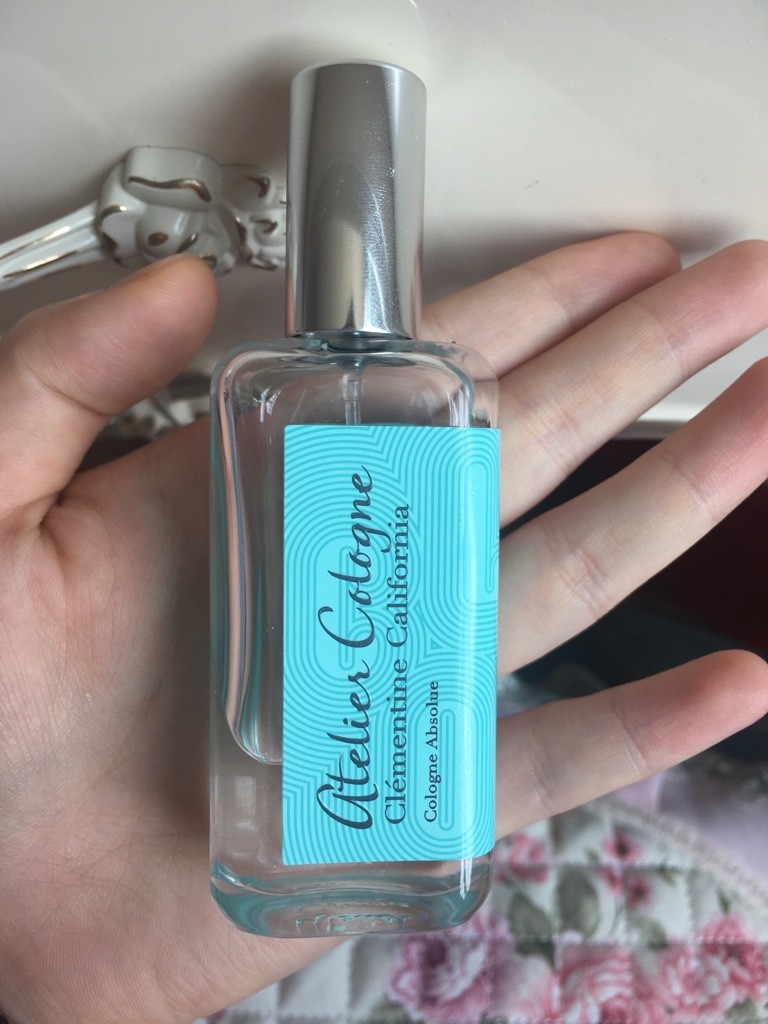 Atelier Cologne
Clémentine California
Cologne Absolue